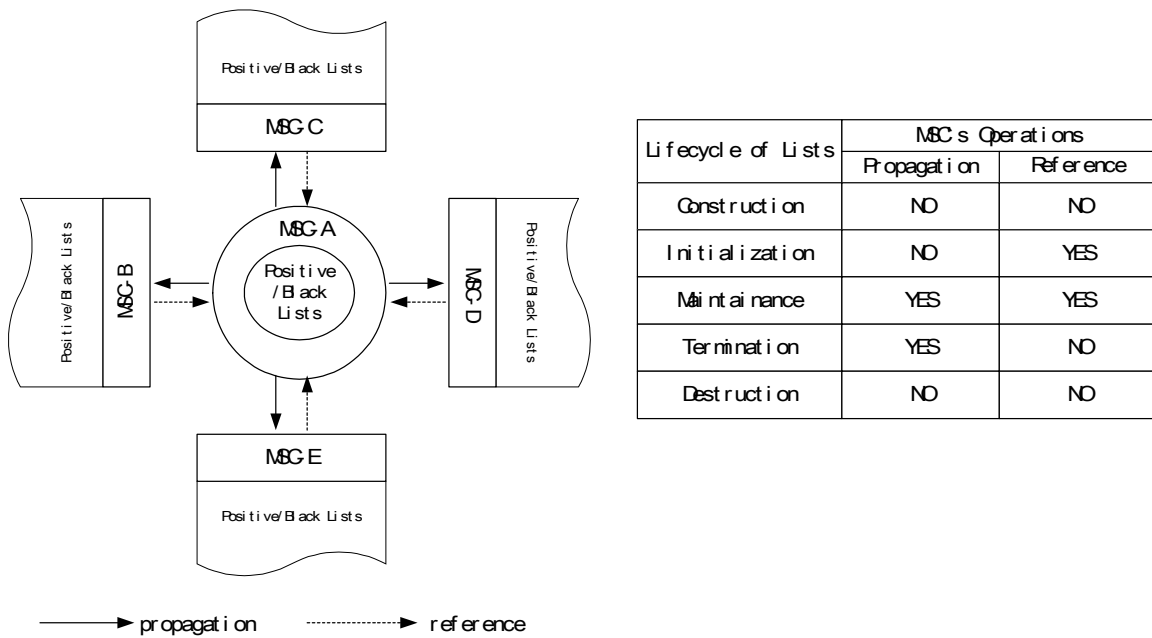 Positive/Black Lists
MSC-C
MSC-A
Positive
/Black
Lists
Positive/Black Lists
MSC-B
MSC-D
Positive/Black Lists
MSC-E
Positive/Black Lists
propagation
reference
Lifecycle of Lists
MSC's Operations
Propagation
Reference
Construction NO NO
Initialization NO YES
Maintainance YES YES
Termination YES NO
Destruction NO NO